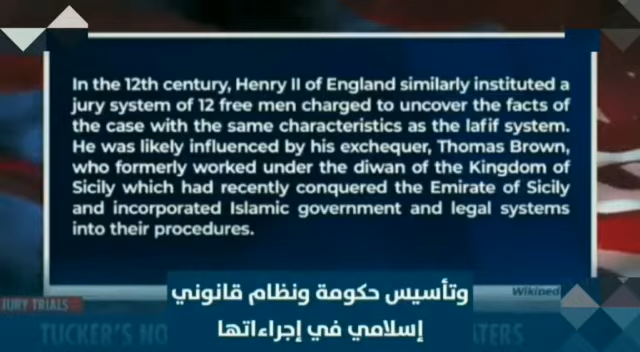 In the 12th century, Henry II of England similarly instituted a
jury system of 12 free men charged to uncover the facts of
the case with the same characteristics as the lafif system.
He was likely influenced by his exchequer, Thomas Brown,
who formerly worked under the diwan of the Kingdom of
Sicily which had recently conquered the Emirate of Sicily
and incorporated Islamic government and legal systems
into their procedures.
وتأسيس حكومة ونظام قانوني
إسلامي في إجراءاتها
JURY TRIALS
TUCKER'S